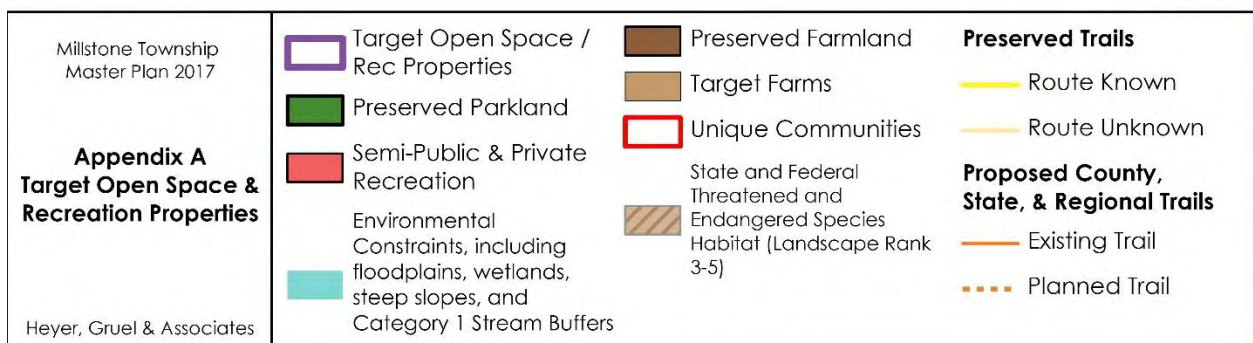 Millstone Township
Master Plan 2017
Appendix A
Target Open Space &
Recreation Properties
Heyer, Gruel & Associates
Target Open Space /
Rec Properties
Preserved Parkland
Semi-Public & Private
Recreation
Environmental
Constraints, including
floodplains, wetlands,
steep slopes, and
Category 1 Stream Buffers
Preserved Farmland
Target Farms
Unique Communities
State and Federal
Threatened and
Endangered Species
Habitat (Landscape Rank
3-5)
Preserved Trails
Route Known
Route Unknown
Proposed County,
State, & Regional Trails
Existing Trail
Planned Trail